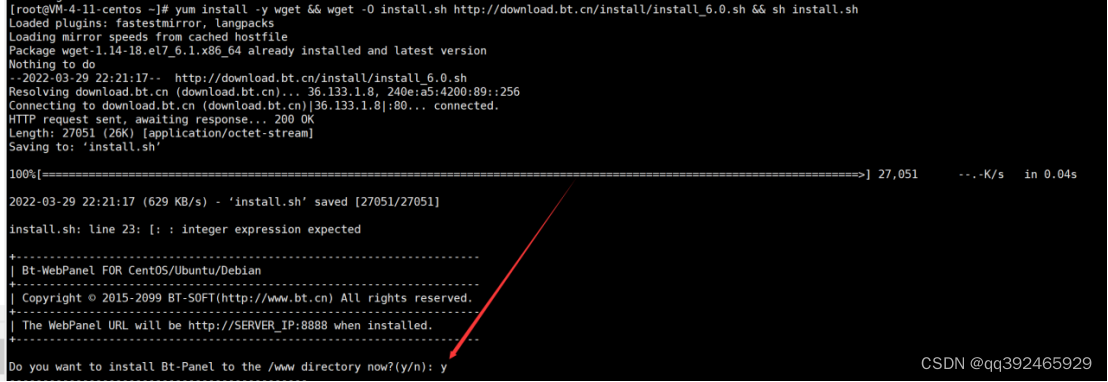 [root@VM-4-11-centos ~]# yum install -y wget && wget -O install.sh http://download.bt.cn/install/install_6.0.sh && sh install.sh
Loaded plugins: fastestmirror, langpacks
Loading mirror speeds from cached hostfile
Package wget-1.14-18.el7_6.1.x86_64 already installed and latest version
Nothing to do
--2022-03-29 22:21:17--  http://download.bt.cn/install/install_6.0.sh
Resolving download.bt.cn (download.bt.cn)... 36.133.1.8, 240e:a5:4200:89::256
Connecting to download.bt.cn (download.bt.cn)|36.133.1.8|:80... connected.
HTTP request sent, awaiting response... 200 OK
Length: 27051 (26K) [application/octet-stream]
Saving to: ‘install.sh’
100%[======================================================================================================================>] 27,051      --.-K/s   in 0.04s
2022-03-29 22:21:17 (629 KB/s) - ‘install.sh’ saved [27051/27051]
install.sh: line 23: [: : integer expression expected
+----------------------------------------------------------------------
| Bt-WebPanel FOR CentOS/Ubuntu/Debian
+----------------------------------------------------------------------
| Copyright © 2015-2099 BT-SOFT(http://www.bt.cn) All rights reserved.
+----------------------------------------------------------------------
| The WebPanel URL will be http://SERVER_IP:8888 when installed.
+----------------------------------------------------------------------
Do you want to install Bt-Panel to the /www directory now?(y/n): y
CSDN @qq392465929